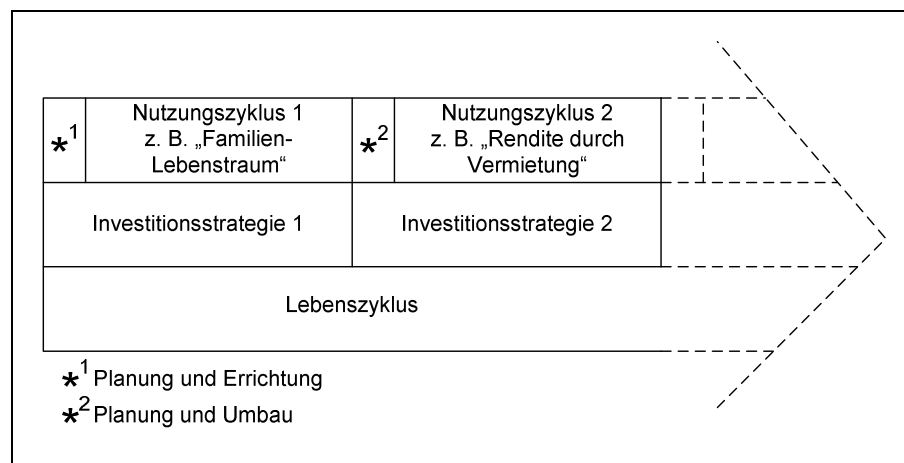 *1
Nutzungszyklus 1
z. B. „Familien-
Lebenstraum“
*2
Nutzungszyklus 2
z. B. „Rendite durch
Vermietung“
Investitionsstrategie 1
Investitionsstrategie 2
Lebenszyklus
*1 Planung und Errichtung
*2 Planung und Umbau